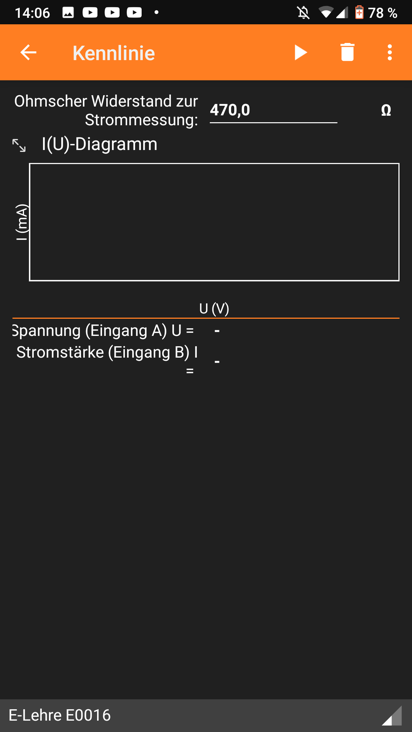 14:06
78 %
Kennlinie
Ohmscher Widerstand zur
Strommessung:
470,0
Ω
I(U)-Diagramm
I (mA)
U (V)
Spannung (Eingang A) U =
-
Stromstärke (Eingang B) I
=
-
E-Lehre E0016